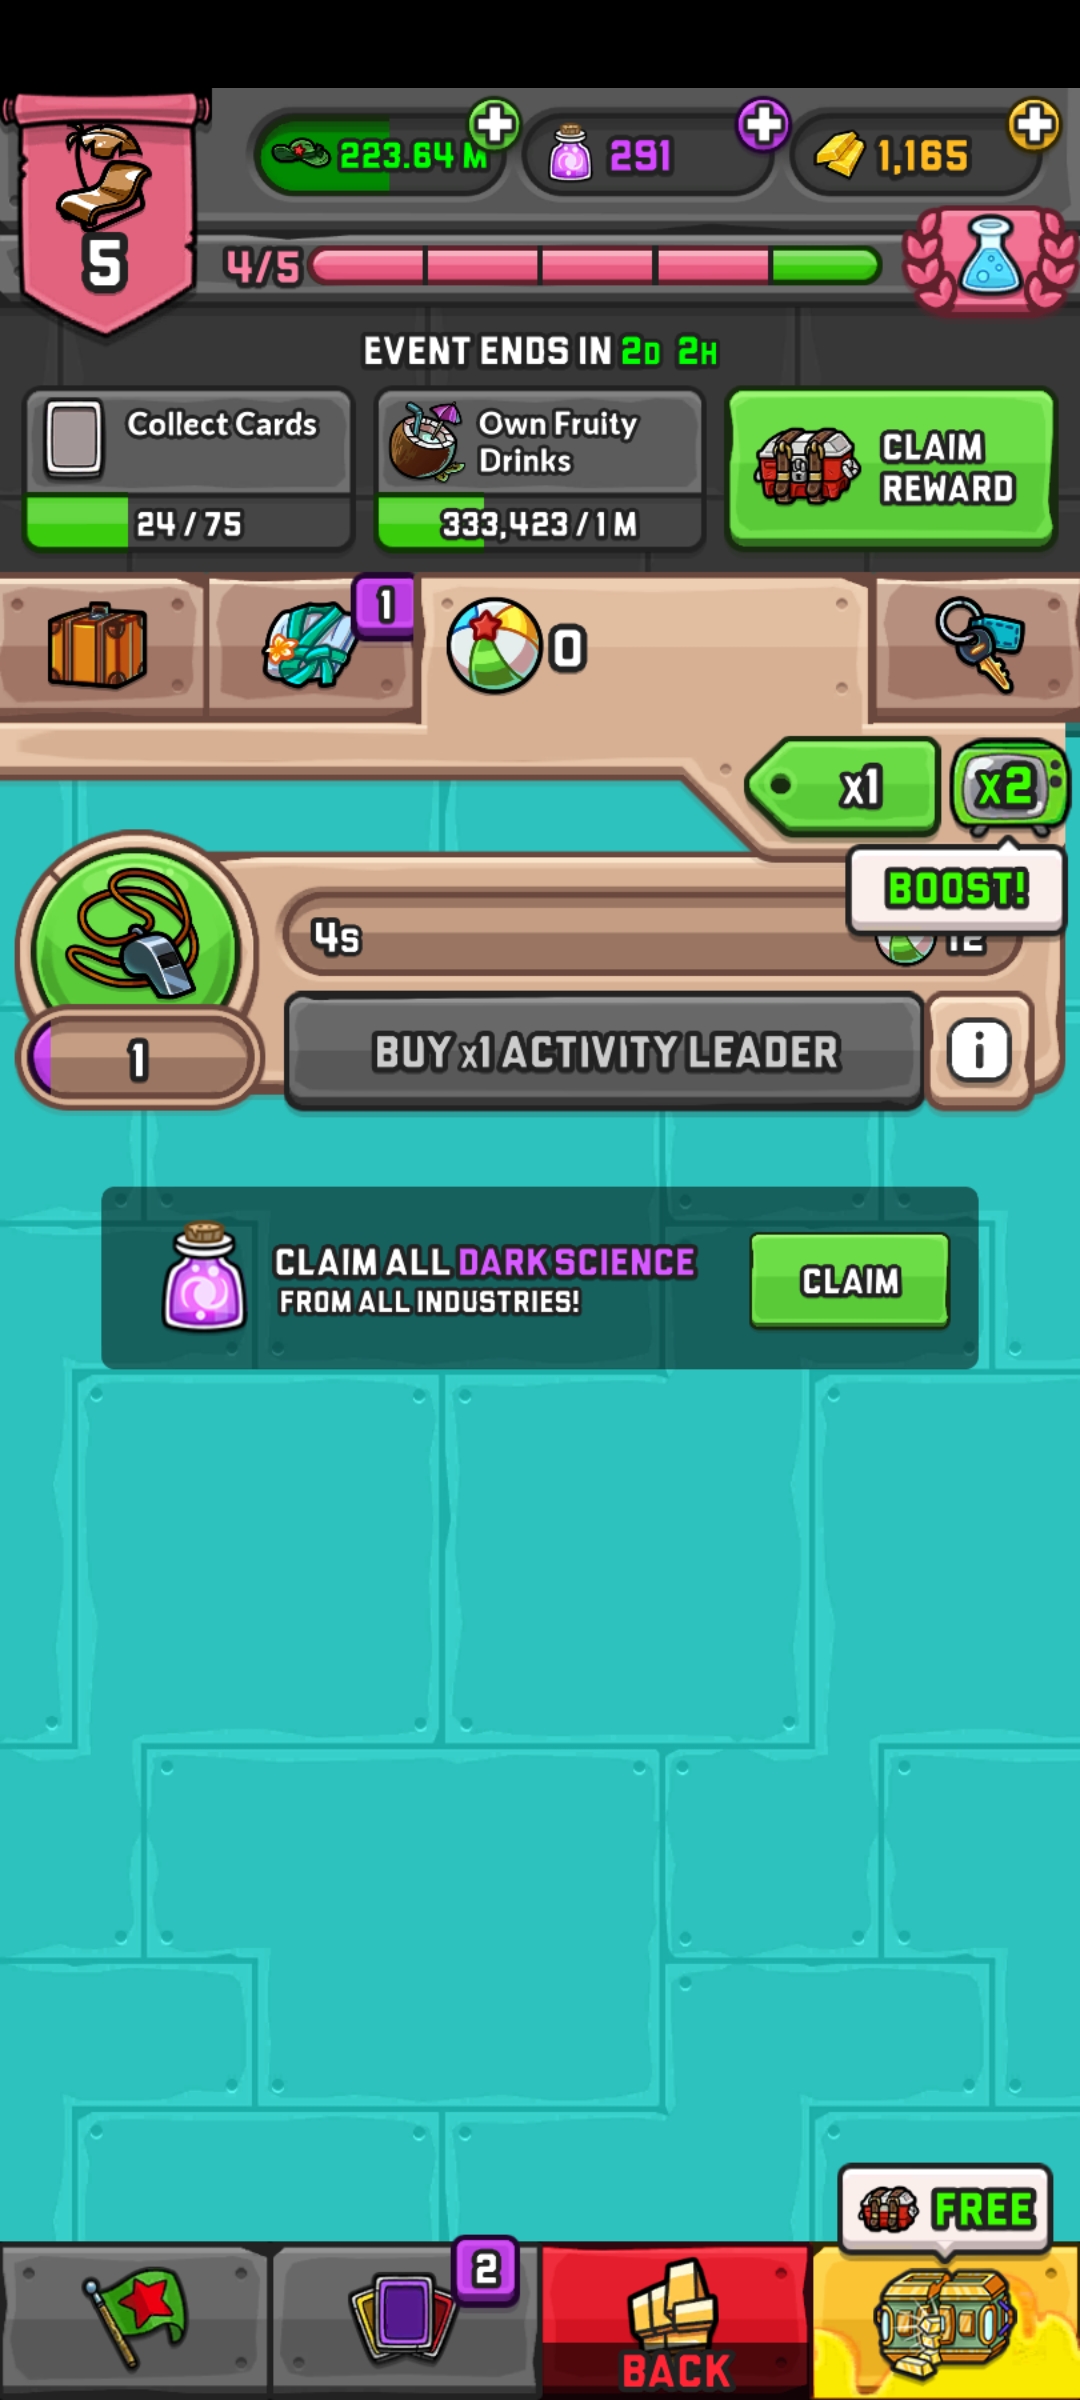 223.64 M
291
1,165
5
4/5
EVENT ENDS IN 2D 2H
Collect Cards
24 / 75
Own Fruity
Drinks
333,423 / 1 M
CLAIM
REWARD
1
0
x1
x2
BOOST!
4s
12
1
BUY x1 ACTIVITY LEADER
i
CLAIM ALL DARK SCIENCE
FROM ALL INDUSTRIES!
CLAIM
FREE
2
BACK